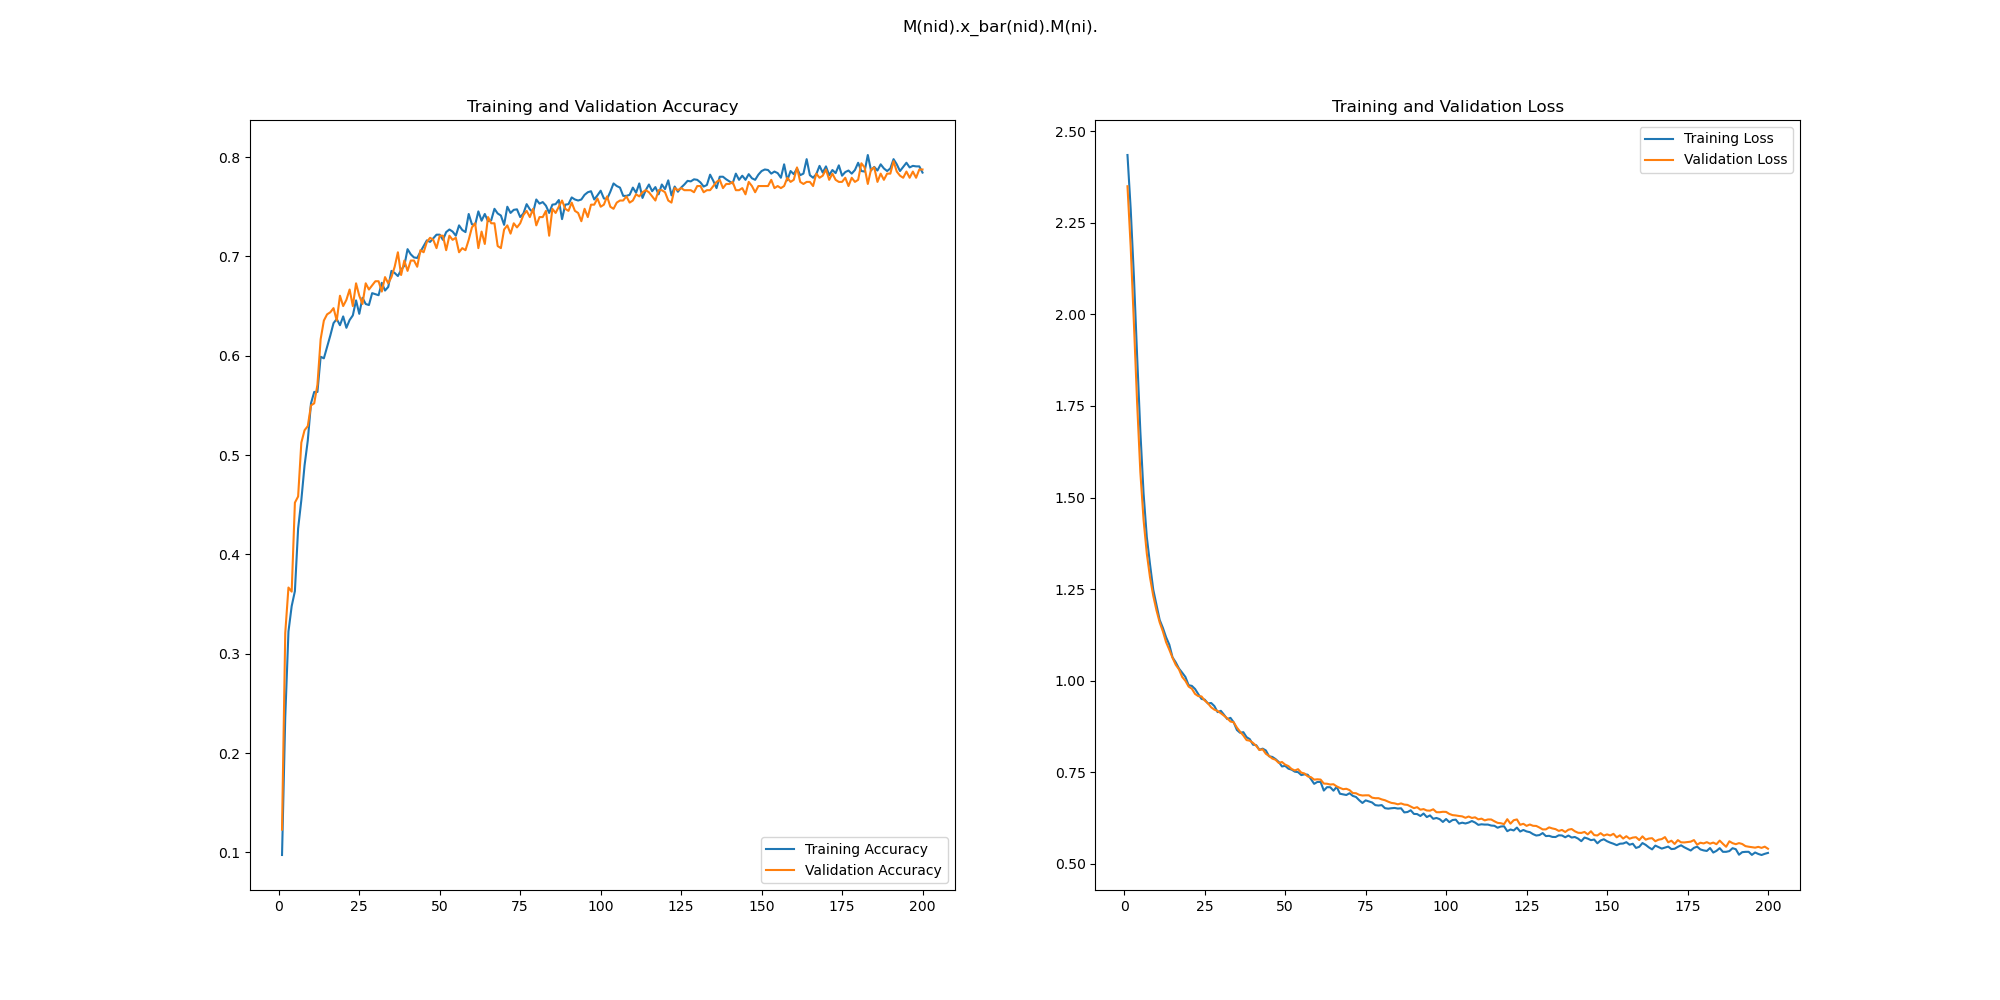 M(nid).x_bar(nid).M(ni).
Training and Validation Accuracy
0.8
0.7
0.6
0.5
0.4
0.3
0.2
0.1
0 25 50 75 100 125 150 175 200
Training Accuracy
Validation Accuracy
Training and Validation Loss
2.50
2.25
2.00
1.75
1.50
1.25
1.00
0.75
0.50
0 25 50 75 100 125 150 175 200
Training Loss
Validation Loss